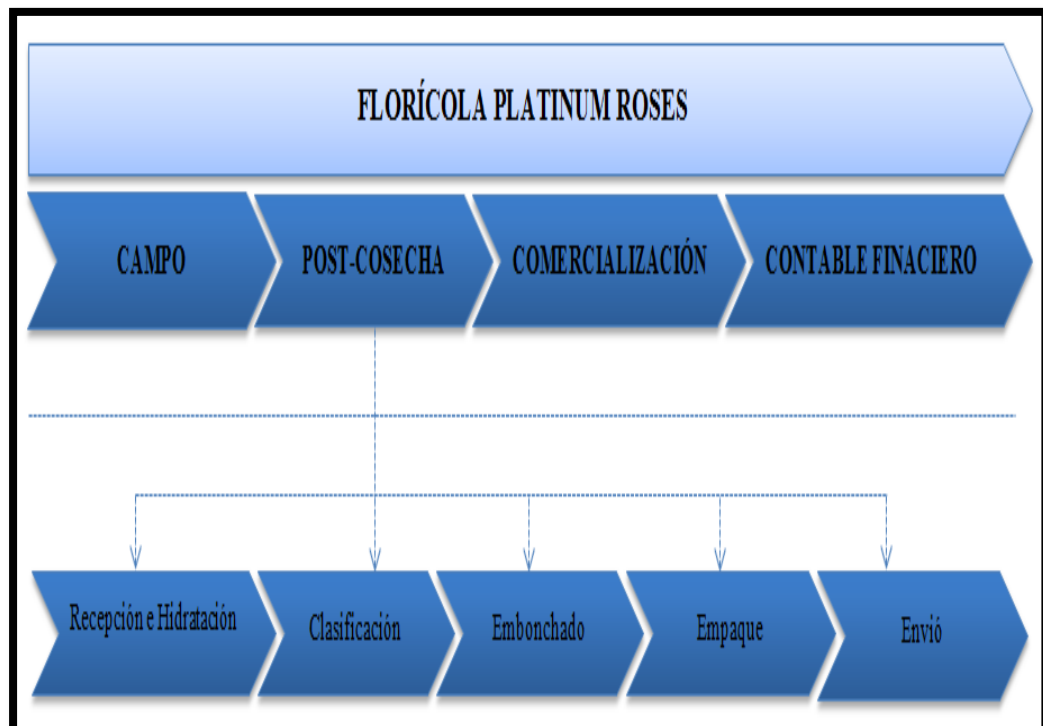 FLORÍCOLA PLATINUM ROSES
CAMPO
POST-COSECHA
COMERCIALIZACIÓN
CONTABLE FINACIERO
Recepción e Hidratación
Clasificación
Embonchado
Empaque
Envió